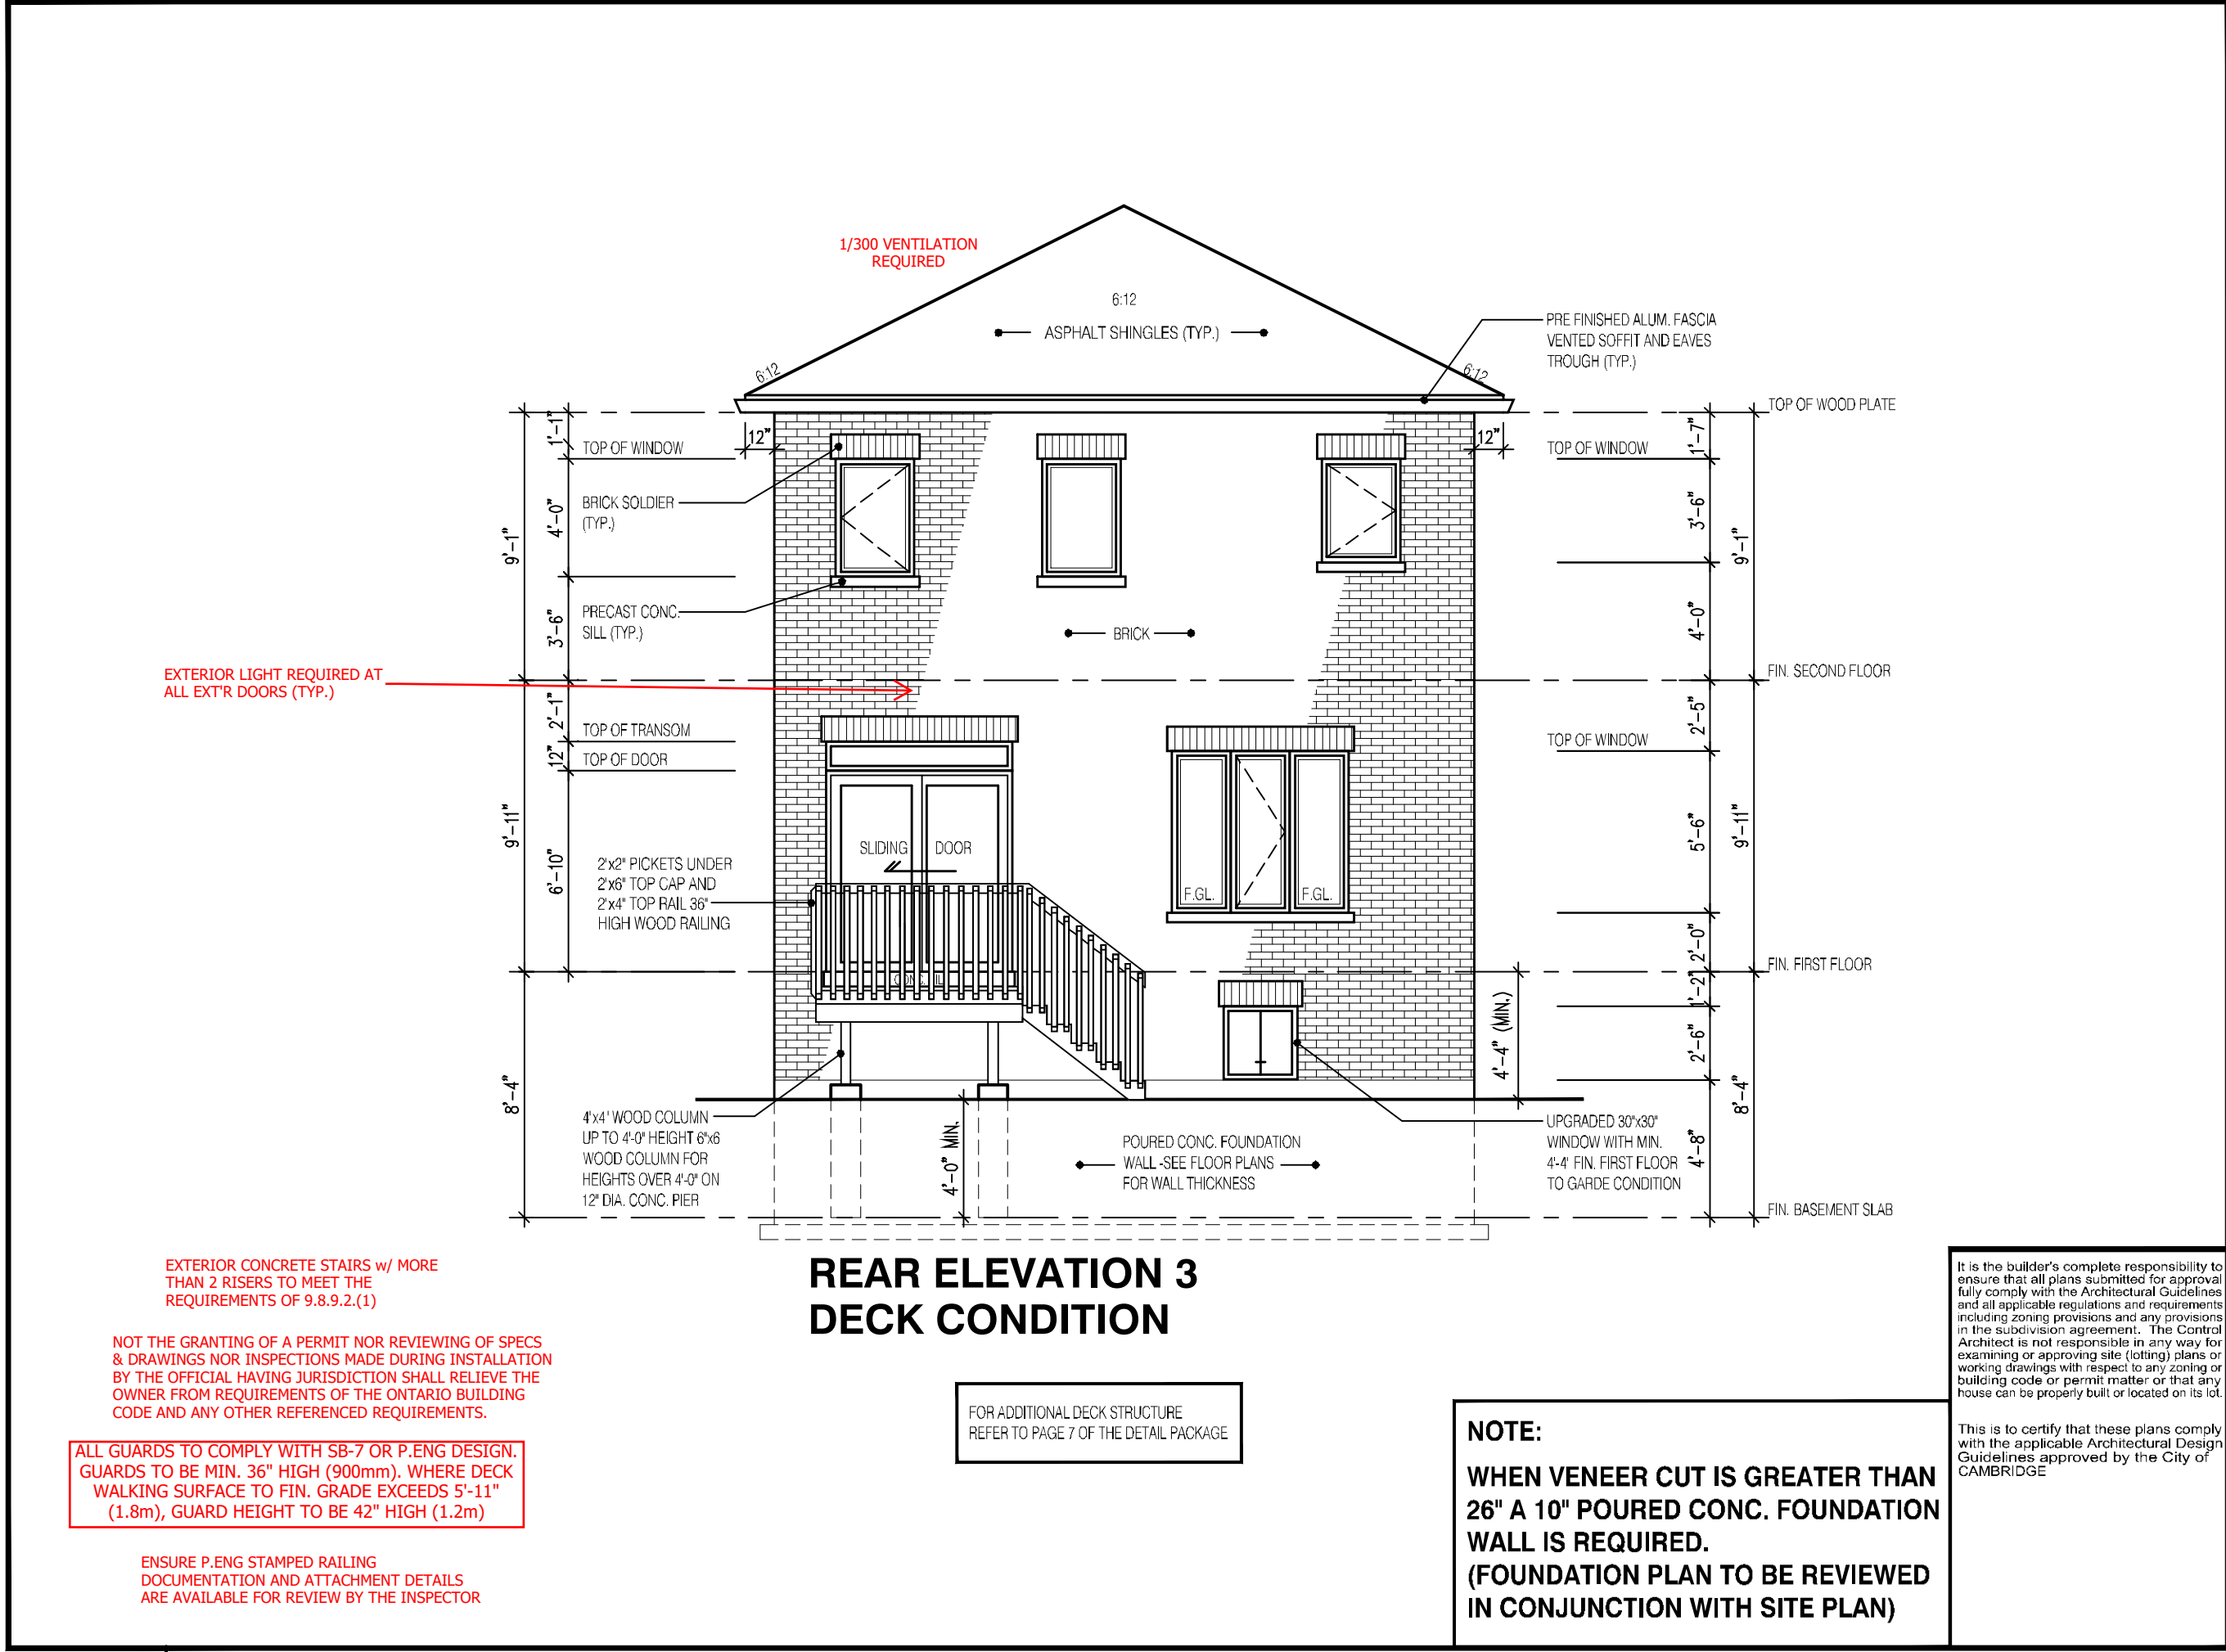 1/300 VENTILATION
REQUIRED
6:12
ASPHALT SHINGLES (TYP.)
6:12
6:12
PRE FINISHED ALUM. FASCIA
VENTED SOFFIT AND EAVES
TROUGH (TYP.)
TOP OF WOOD PLATE
1'-1"
TOP OF WINDOW
12"
12"
TOP OF WINDOW
1'-7"
BRICK SOLDIER
(TYP.)
4'-0"
9'-1"
3'-6"
9'-1"
PRECAST CONC.
SILL (TYP.)
3'-6"
BRICK
4'-0"
EXTERIOR LIGHT REQUIRED AT
ALL EXT'R DOORS (TYP.)
FIN. SECOND FLOOR
2'-1"
TOP OF TRANSOM
12"
TOP OF DOOR
2'-5"
TOP OF WINDOW
9'-11"
6'-10"
SLIDING DOOR
5'-6"
9'-11"
2'x2" PICKETS UNDER
2'x6" TOP CAP AND
2'x4" TOP RAIL 36"
HIGH WOOD RAILING
F.GL.
F.GL.
2'-0"
FIN. FIRST FLOOR
1'-2"
4'-4" (MIN.)
2'-6"
8'-4"
8'-4"
4'x4' WOOD COLUMN
UP TO 4'-0" HEIGHT 6"x6
WOOD COLUMN FOR
HEIGHTS OVER 4'-0" ON
12" DIA. CONC. PIER
4'-0" MIN.
POURED CONC. FOUNDATION
WALL -SEE FLOOR PLANS
FOR WALL THICKNESS
UPGRADED 30"x30"
WINDOW WITH MIN.
4'-4' FIN. FIRST FLOOR
TO GARDE CONDITION
4'-8"
FIN. BASEMENT SLAB
REAR ELEVATION 3
DECK CONDITION
EXTERIOR CONCRETE STAIRS w/ MORE
THAN 2 RISERS TO MEET THE
REQUIREMENTS OF 9.8.9.2.(1)
NOT THE GRANTING OF A PERMIT NOR REVIEWING OF SPECS
& DRAWINGS NOR INSPECTIONS MADE DURING INSTALLATION
BY THE OFFICIAL HAVING JURISDICTION SHALL RELIEVE THE
OWNER FROM REQUIREMENTS OF THE ONTARIO BUILDING
CODE AND ANY OTHER REFERENCED REQUIREMENTS.
ALL GUARDS TO COMPLY WITH SB-7 OR P.ENG DESIGN.
GUARDS TO BE MIN. 36" HIGH (900mm). WHERE DECK
WALKING SURFACE TO FIN. GRADE EXCEEDS 5'-11"
(1.8m), GUARD HEIGHT TO BE 42" HIGH (1.2m)
ENSURE P.ENG STAMPED RAILING
DOCUMENTATION AND ATTACHMENT DETAILS
ARE AVAILABLE FOR REVIEW BY THE INSPECTOR
FOR ADDITIONAL DECK STRUCTURE
REFER TO PAGE 7 OF THE DETAIL PACKAGE
NOTE:
WHEN VENEER CUT IS GREATER THAN
26" A 10" POURED CONC. FOUNDATION
WALL IS REQUIRED.
(FOUNDATION PLAN TO BE REVIEWED
IN CONJUNCTION WITH SITE PLAN)
It is the builder's complete responsibility to
ensure that all plans submitted for approval
fully comply with the Architectural Guidelines
and all applicable regulations and requirements
including zoning provisions and any provisions
in the subdivision agreement. The Control
Architect is not responsible in any way for
examining or approving site (lotting) plans or
working drawings with respect to any zoning or
building code or permit matter or that any
house can be properly built or located on its lot.
This is to certify that these plans comply
with the applicable Architectural Design
Guidelines approved by the City of
CAMBRIDGE